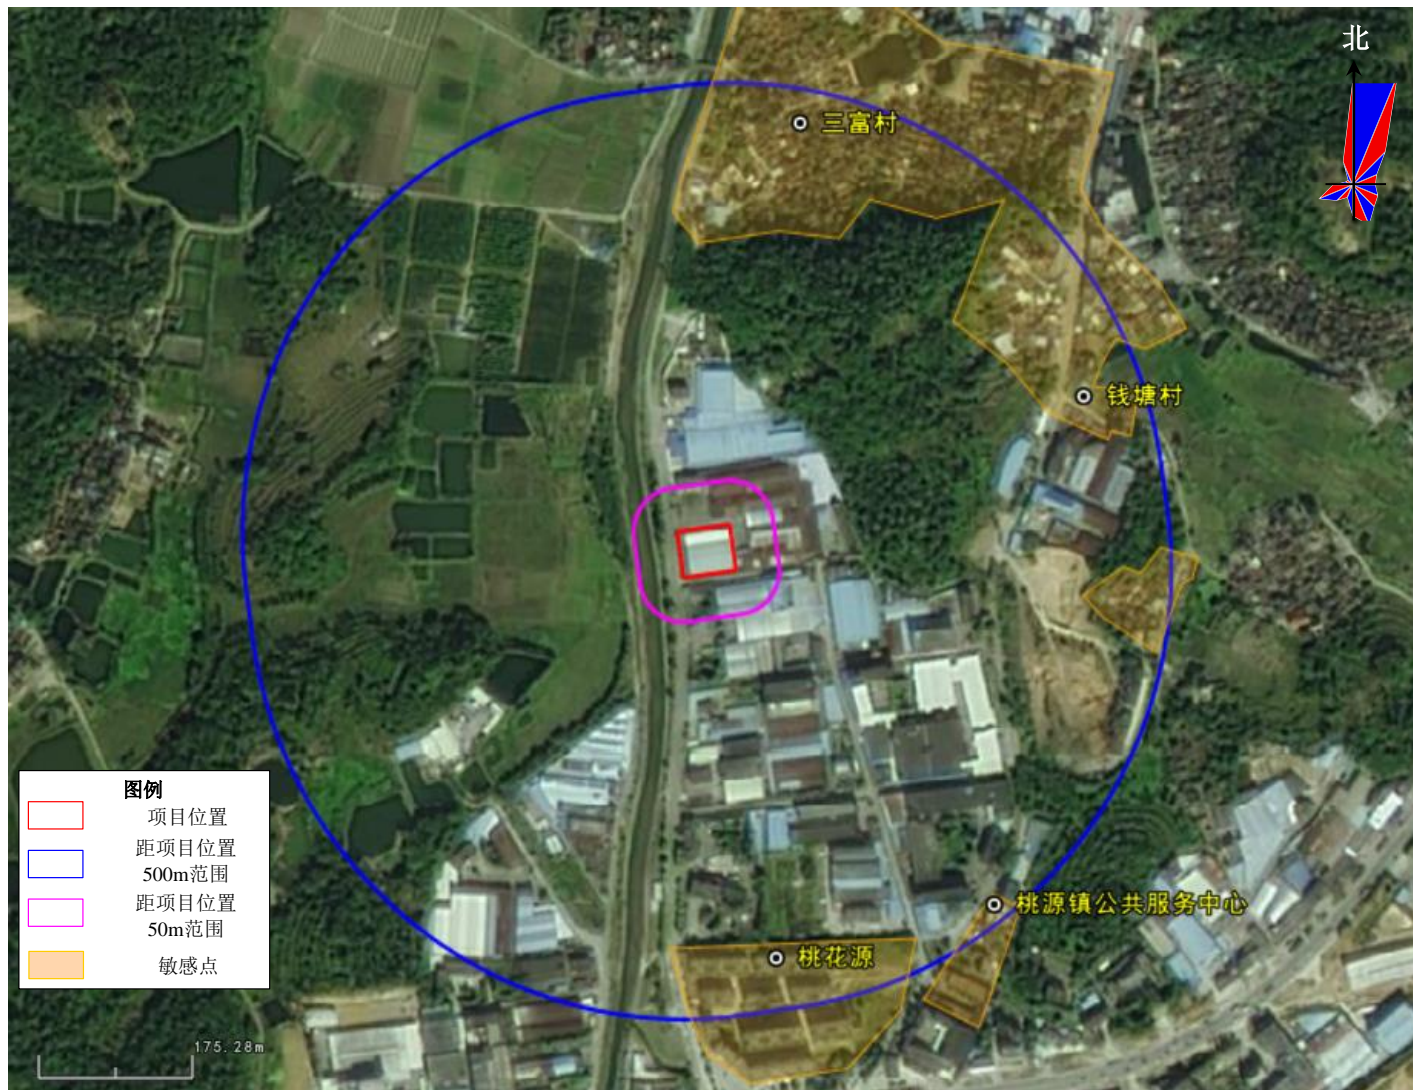 北
三富村
钱塘村
桃源镇公共服务中心
桃花源
图例
项目位置
距项目位置
500m范围
距项目位置
50m范围
敏感点
175.28m